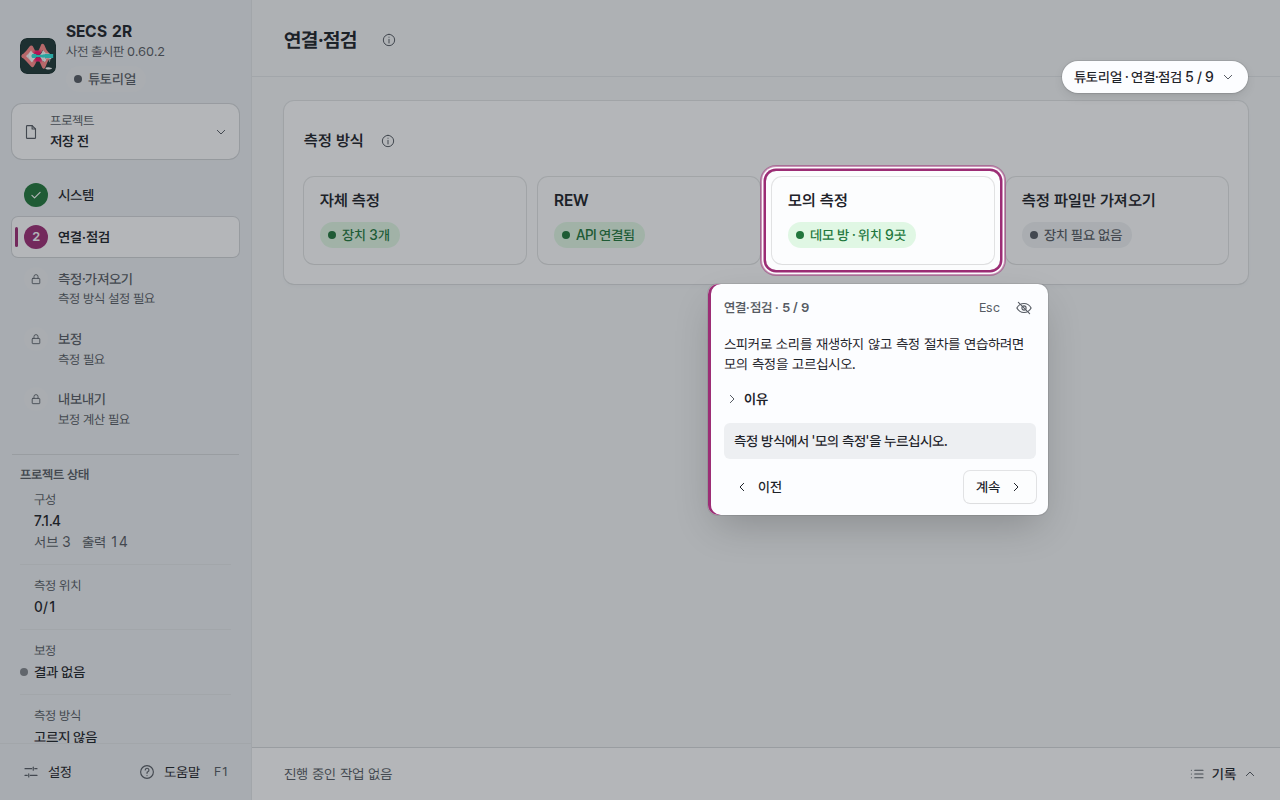 SECS 2R
사전 출시판 0.60.2
튜토리얼
프로젝트
저장 전
시스템
2 연결·점검
측정·가져오기
측정 방식 설정 필요
보정
측정 필요
내보내기
보정 계산 필요
프로젝트 상태
구성
7.1.4
서브 3 출력 14
측정 위치
0/1
보정
결과 없음
측정 방식
고르지 않음
설정
도움말 F1
연결·점검
튜토리얼 · 연결·점검 5 / 9
측정 방식
자체 측정
장치 3개
REW
API 연결됨
모의 측정
데모 방 · 위치 9곳
측정 파일만 가져오기
장치 필요 없음
연결·점검 · 5 / 9
Esc
스피커로 소리를 재생하지 않고 측정 절차를 연습하려면
모의 측정을 고르십시오.
이유
측정 방식에서 '모의 측정'을 누르십시오.
이전
계속
진행 중인 작업 없음
기록